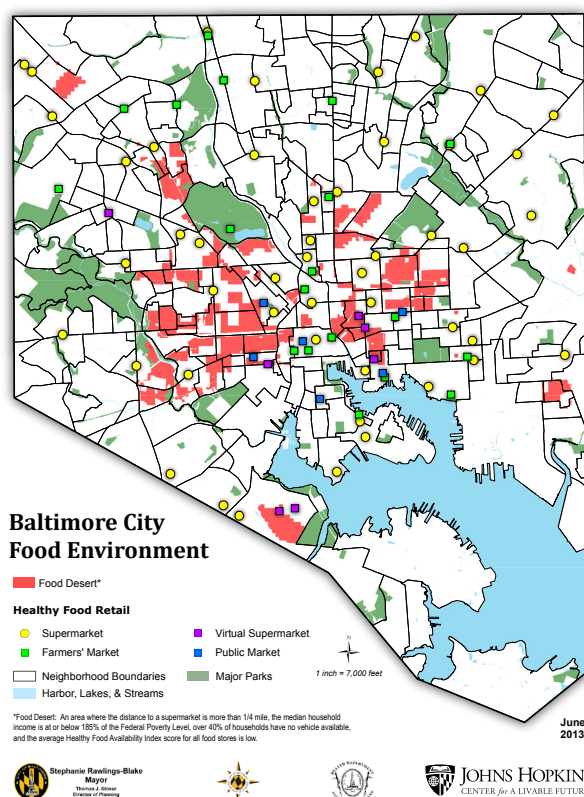 Baltimore City
Food Environment
Food Desert*
Healthy Food Retail
Supermarket
Virtual Supermarket
Farmers' Market
Public Market
Neighborhood Boundaries
Major Parks
Harbor, Lakes, & Streams
N
1 inch = 7,000 feet
*Food Desert: An area where the distance to a supermarket is more than 1/4 mile, the median household
income is at or below 185% of the Federal Poverty Level, over 40% of households have no vehicle available,
and the average Healthy Food Availability Index score for all food stores is low.
June
2013
Stephanie Rawlings-Blake
Mayor
Thomas J. Stosur
Director of Planning
JOHNS HOPKIN
CENTER for a LIVABLE FUTUR